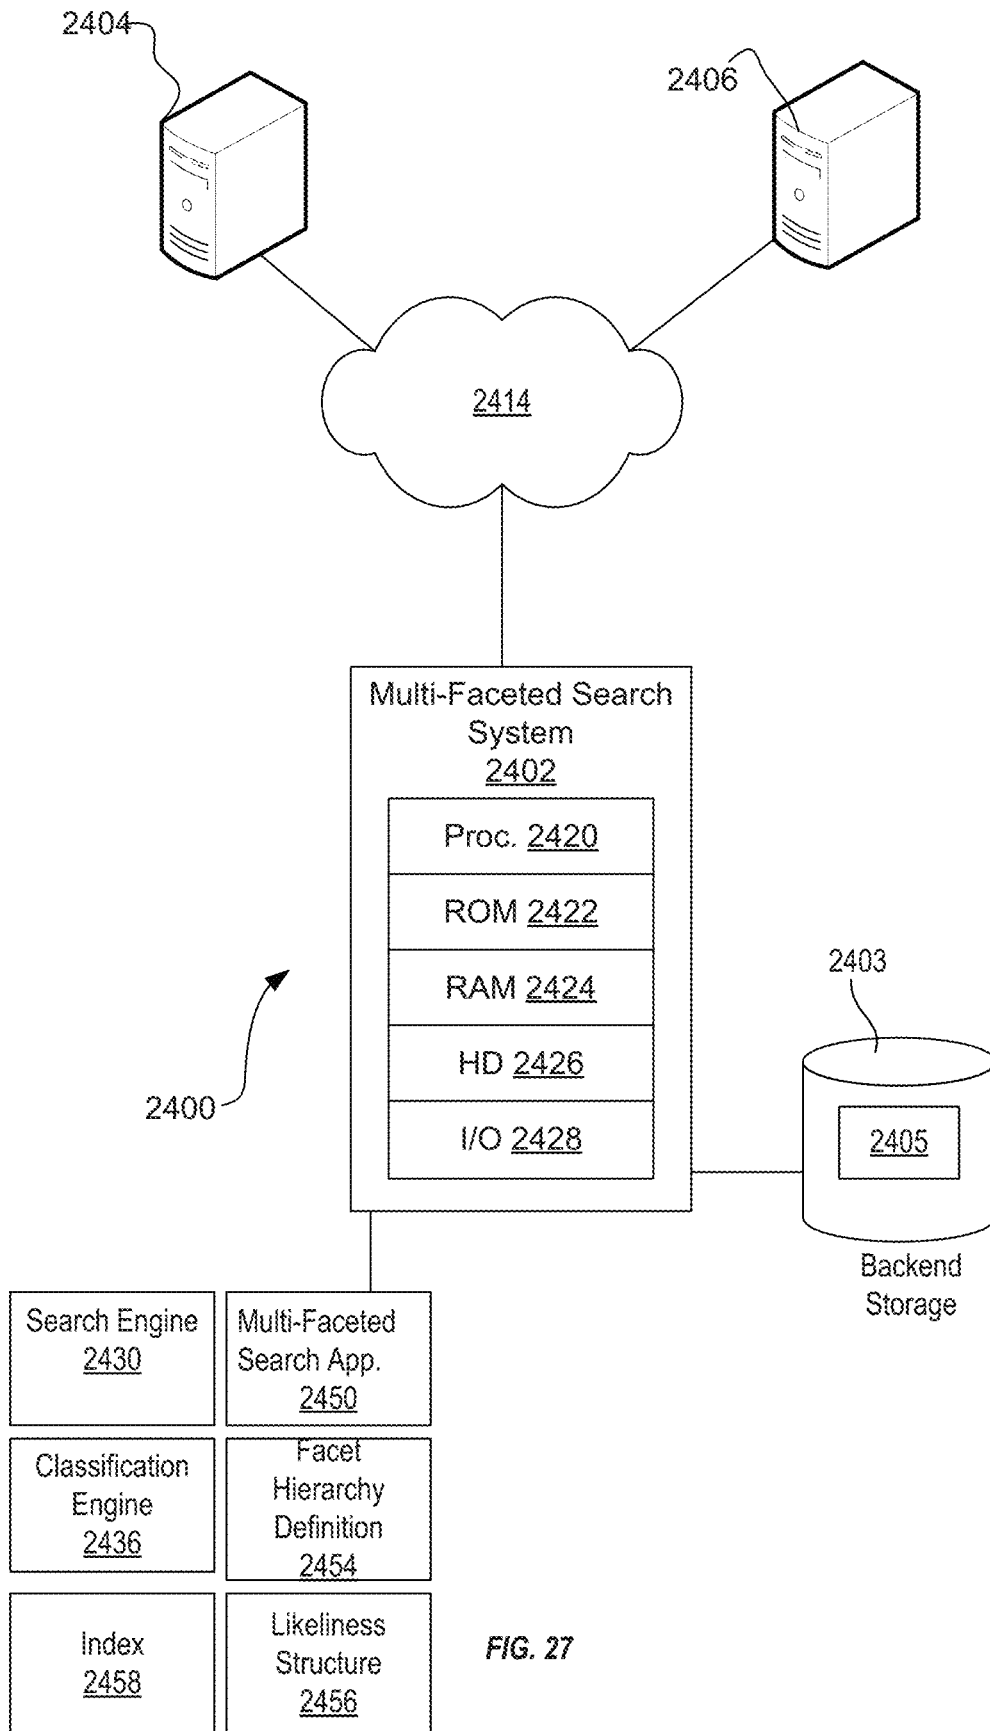 2404
2406
2414
Multi-Faceted Search
System
2402
Proc. 2420
ROM 2422
RAM 2424
HD 2426
I/O 2428
2400
2403
2405
Backend
Storage
Search Engine
2430
Multi-Faceted
Search App.
2450
Classification
Engine
2436
Facet
Hierarchy
Definition
2454
Index
2458
Likeliness
Structure
2456
FIG. 27